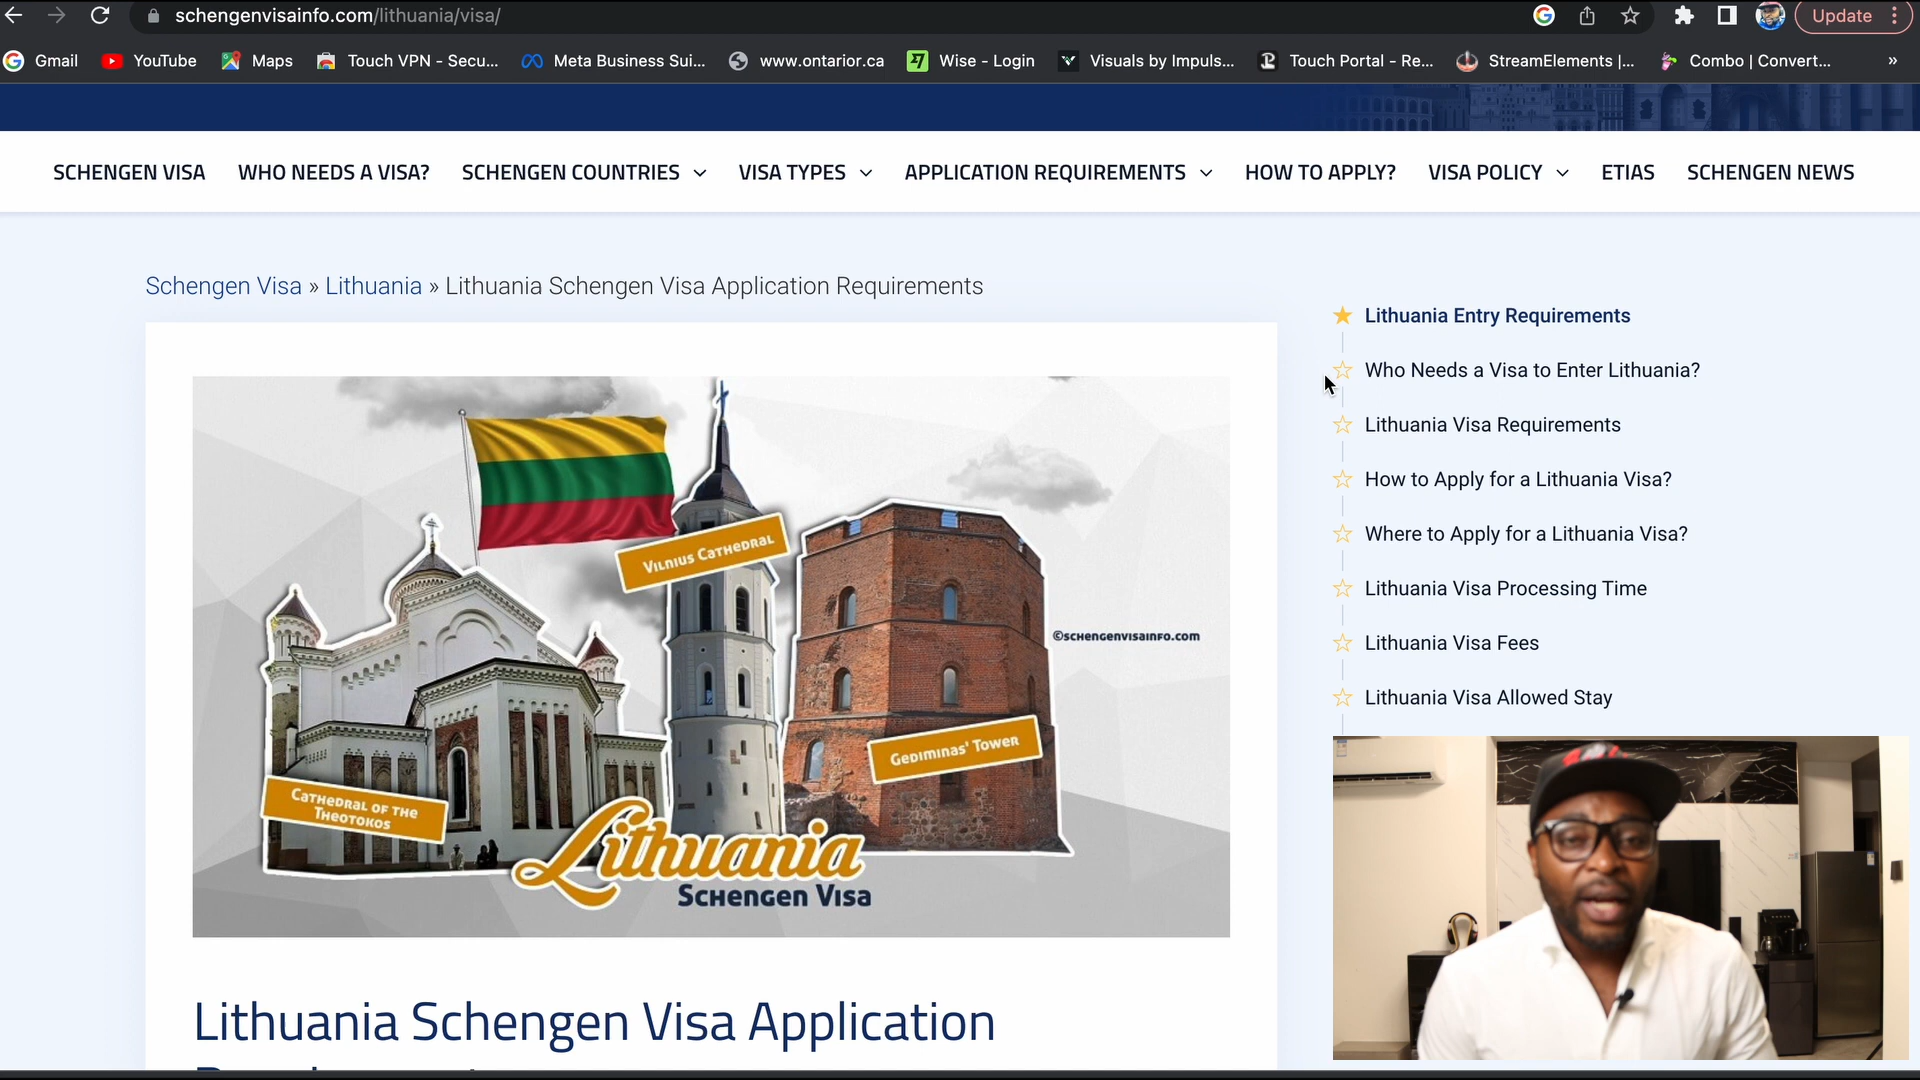 schengenvisainfo.com/lithuania/visa/
Update
Gmail
YouTube
Maps
Touch VPN - Secu...
Meta Business Sui...
www.ontarior.ca
Wise - Login
Visuals by Impuls...
Touch Portal - Re...
StreamElements |...
Combo | Convert...
»
SCHENGEN VISA
WHO NEEDS A VISA?
SCHENGEN COUNTRIES
VISA TYPES
APPLICATION REQUIREMENTS
HOW TO APPLY?
VISA POLICY
ETIAS
SCHENGEN NEWS
Schengen Visa » Lithuania » Lithuania Schengen Visa Application Requirements
VILNIUS CATHEDRAL
©schengenvisainfo.com
GEDIMINAS' TOWER
CATHEDRAL OF THE
THEOTOKOS
Lithuania
SCHENGEN VISA
Lithuania Schengen Visa Application
Lithuania Entry Requirements
Who Needs a Visa to Enter Lithuania?
Lithuania Visa Requirements
How to Apply for a Lithuania Visa?
Where to Apply for a Lithuania Visa?
Lithuania Visa Processing Time
Lithuania Visa Fees
Lithuania Visa Allowed Stay